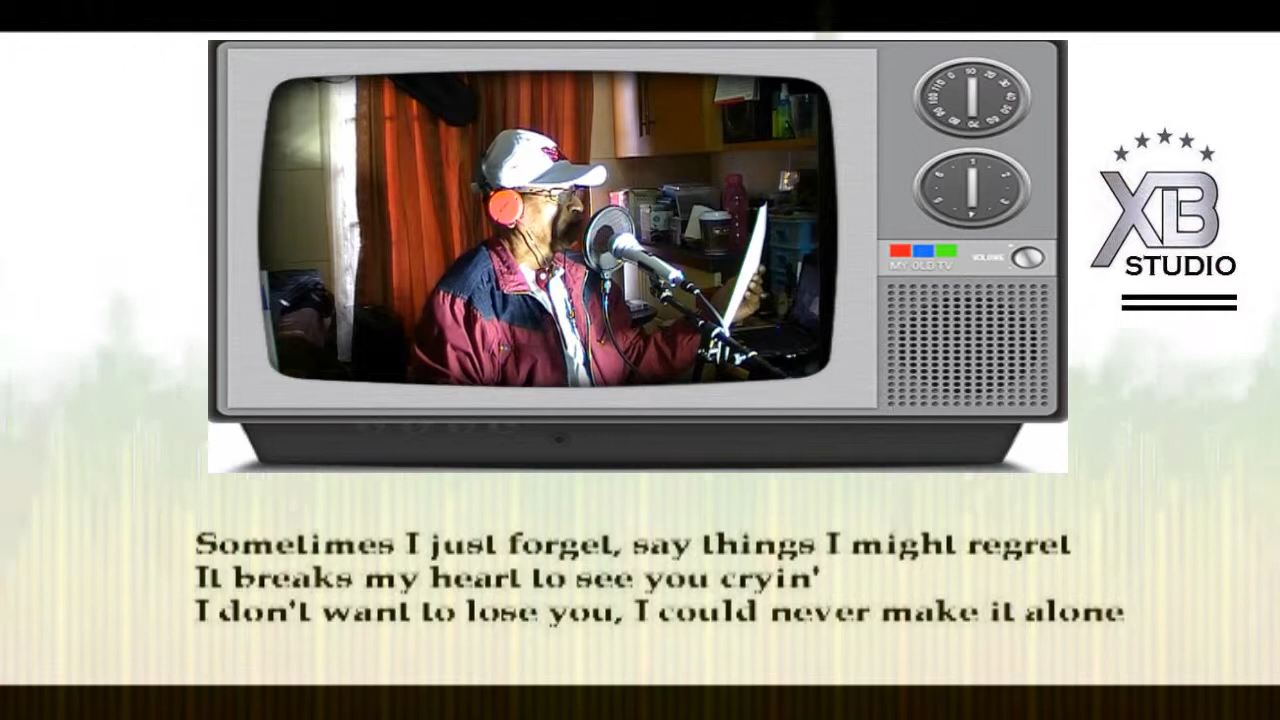 XB
STUDIO
MY OLD TV
VOLUME
Sometimes I just forget, say things I might regret
It breaks my heart to see you cryin'
I don't want to lose you, I could never make it alone